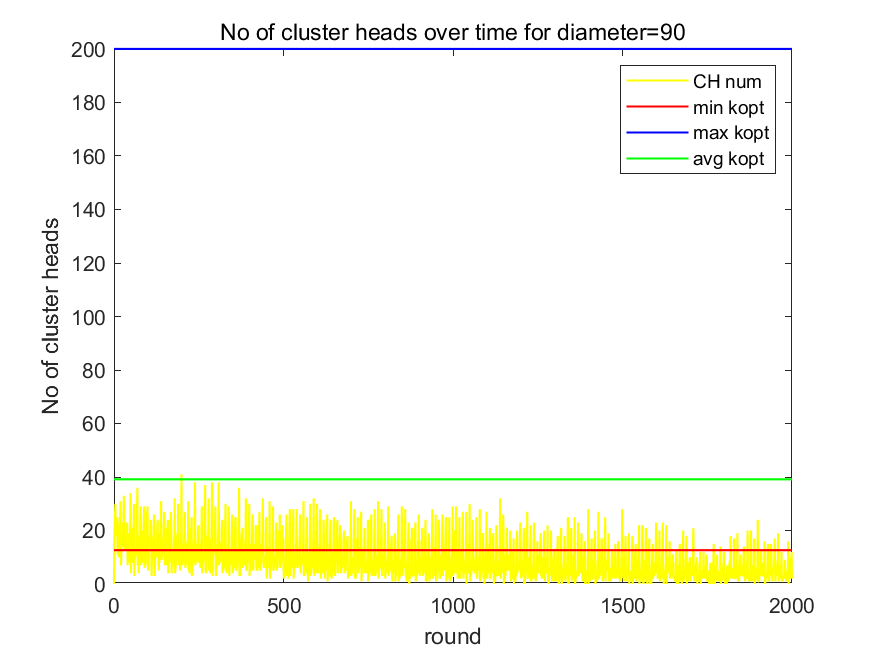 No of cluster heads over time for diameter=90
200
180
160
140
120
100
80
60
40
20
0
No of cluster heads
CH num
min kopt
max kopt
avg kopt
0 500 1000 1500 2000
round